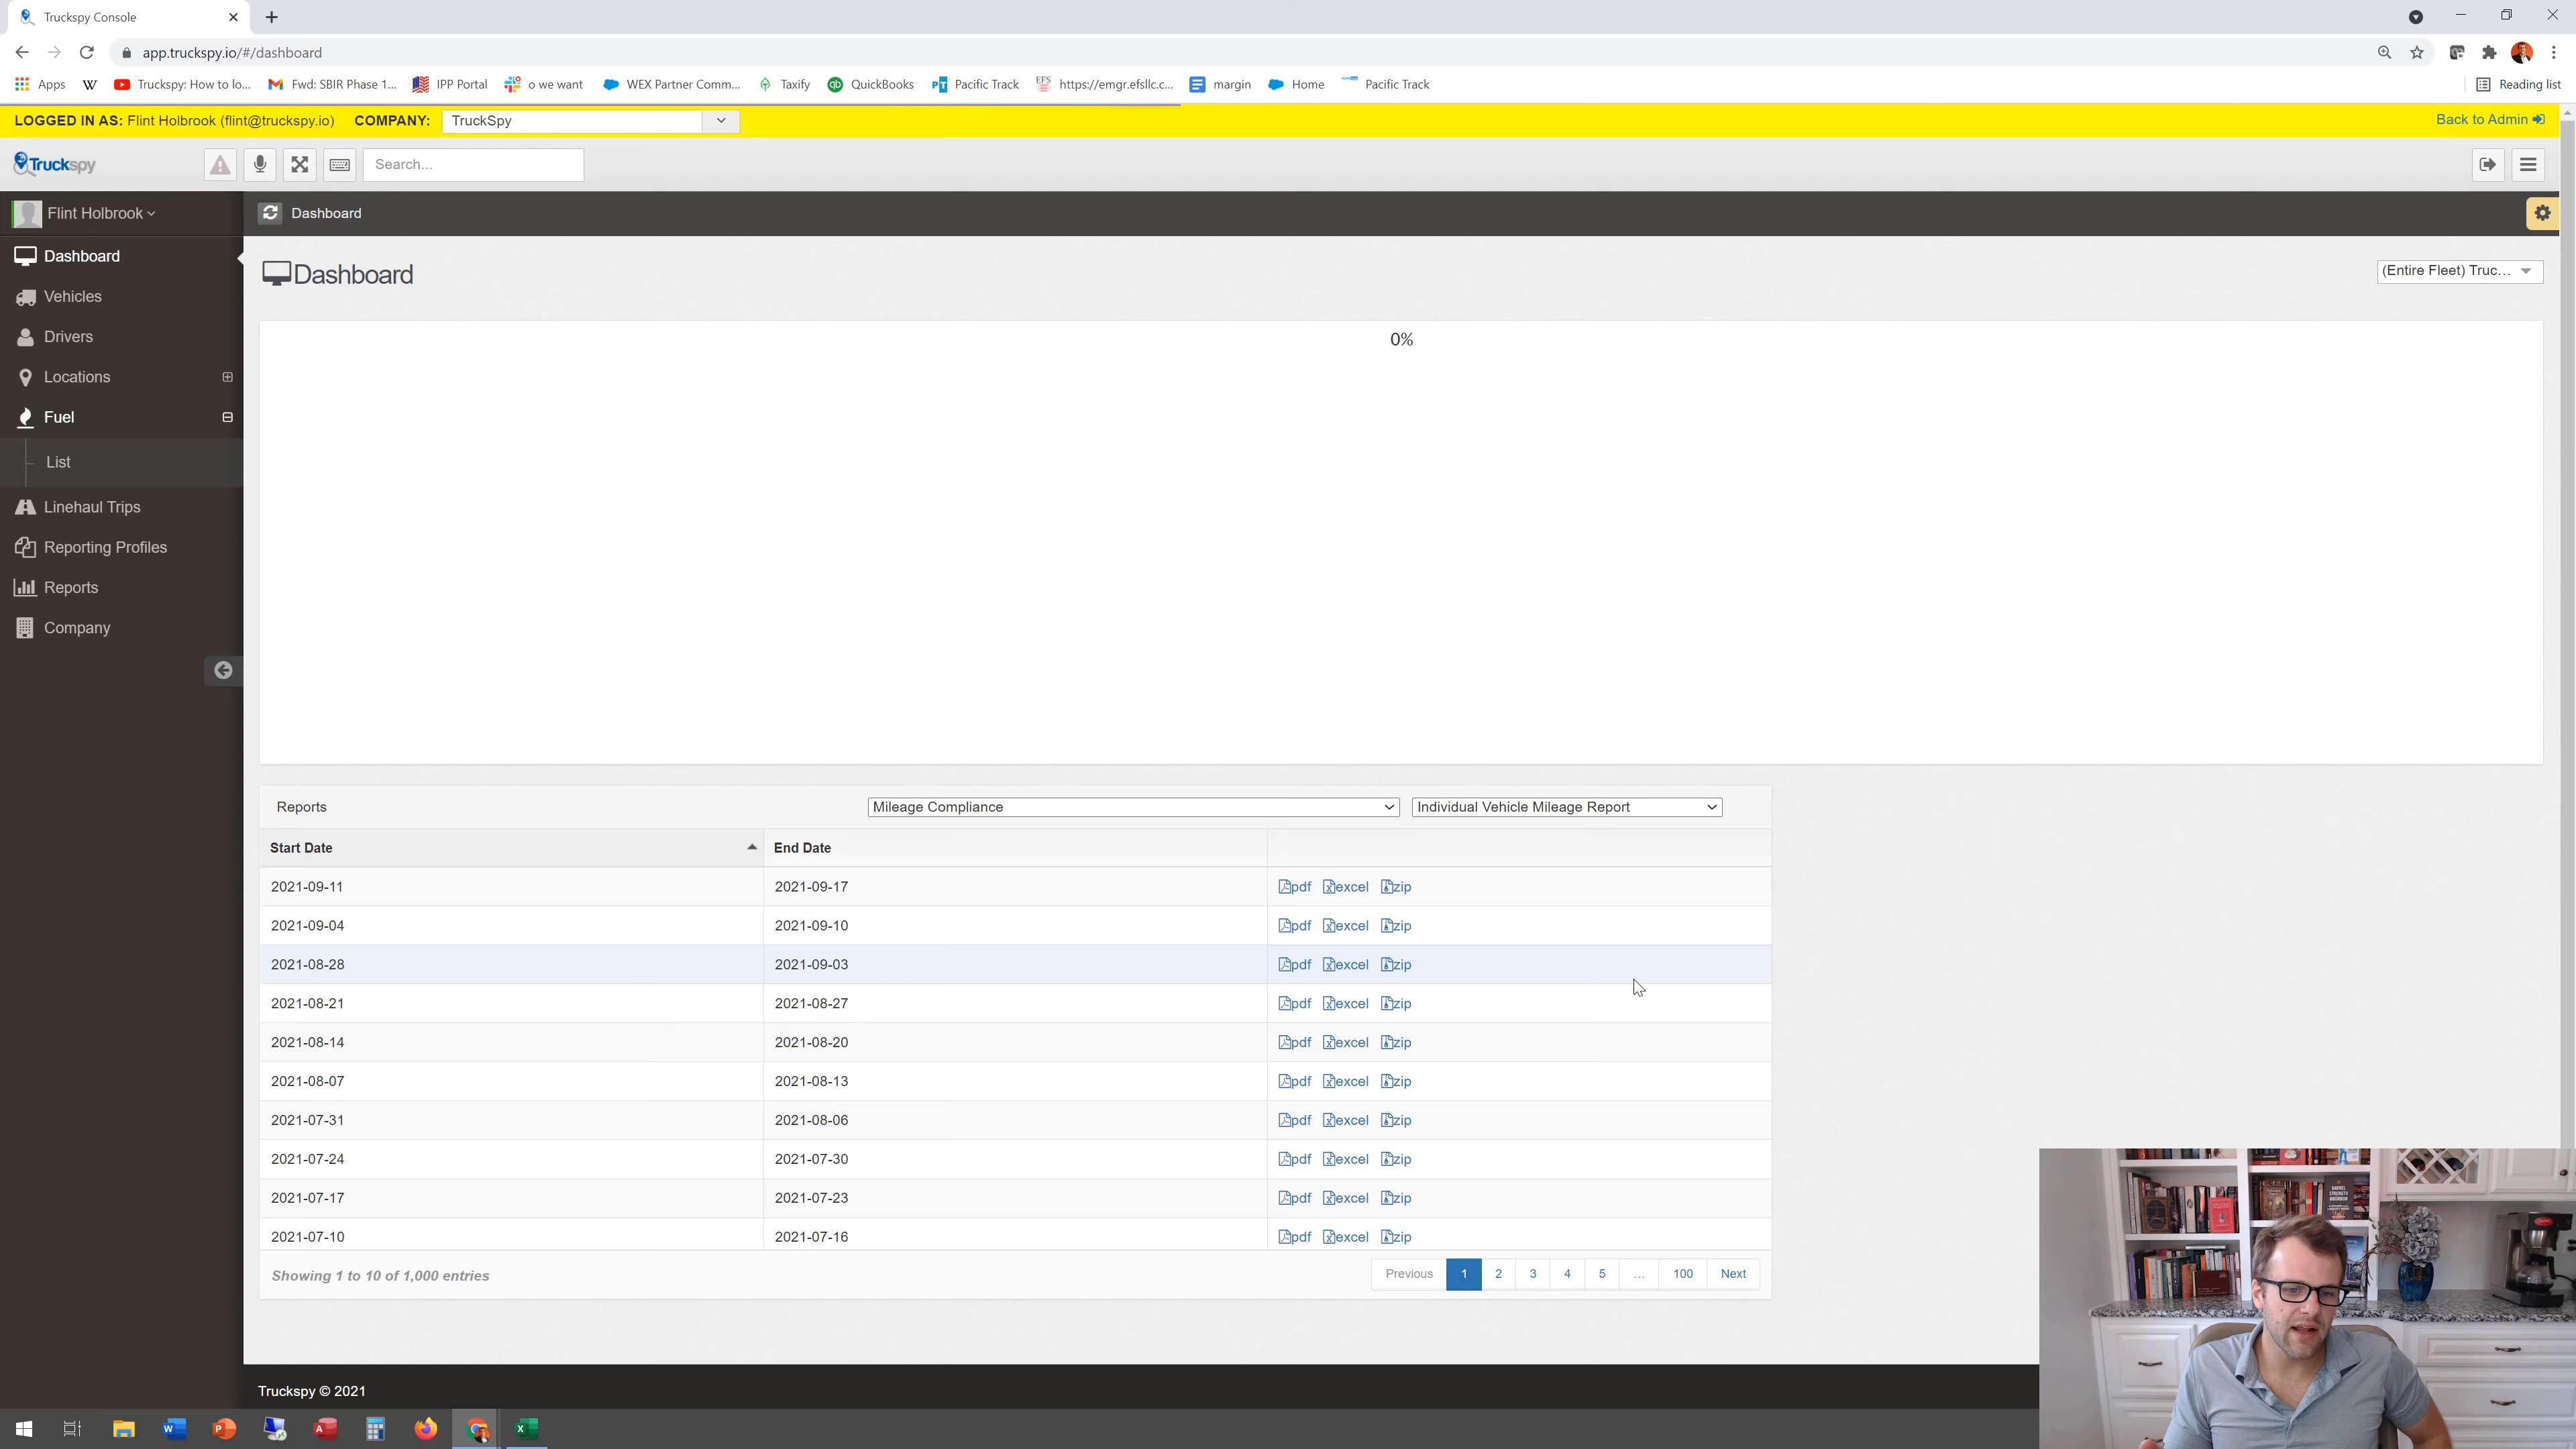 Truckspy Console
app.truckspy.io/#/dashboard
Apps
W
Truckspy: How to lo...
Fwd: SBIR Phase 1...
IPP Portal
o we want
WEX Partner Comm...
Taxify
QuickBooks
Pacific Track
https://emgr.efsllc.c...
margin
Home
Pacific Track
Reading list
LOGGED IN AS: Flint Holbrook (flint@truckspy.io) COMPANY: TruckSpy
Back to Admin
Truckspy
Search...
Flint Holbrook
Dashboard
Dashboard
Vehicles
Drivers
Locations
Fuel
List
Linehaul Trips
Reporting Profiles
Reports
Company
Dashboard
(Entire Fleet) Truc...
0%
Reports
Mileage Compliance
Individual Vehicle Mileage Report
Start Date End Date
2021-09-11 2021-09-17 pdf excel zip
2021-09-04 2021-09-10 pdf excel zip
2021-08-28 2021-09-03 pdf excel zip
2021-08-21 2021-08-27 pdf excel zip
2021-08-14 2021-08-20 pdf excel zip
2021-08-07 2021-08-13 pdf excel zip
2021-07-31 2021-08-06 pdf excel zip
2021-07-24 2021-07-30 pdf excel zip
2021-07-17 2021-07-23 pdf excel zip
2021-07-10 2021-07-16 pdf excel zip
Showing 1 to 10 of 1,000 entries
Previous 1 2 3 4 5 ... 100 Next
Truckspy © 2021